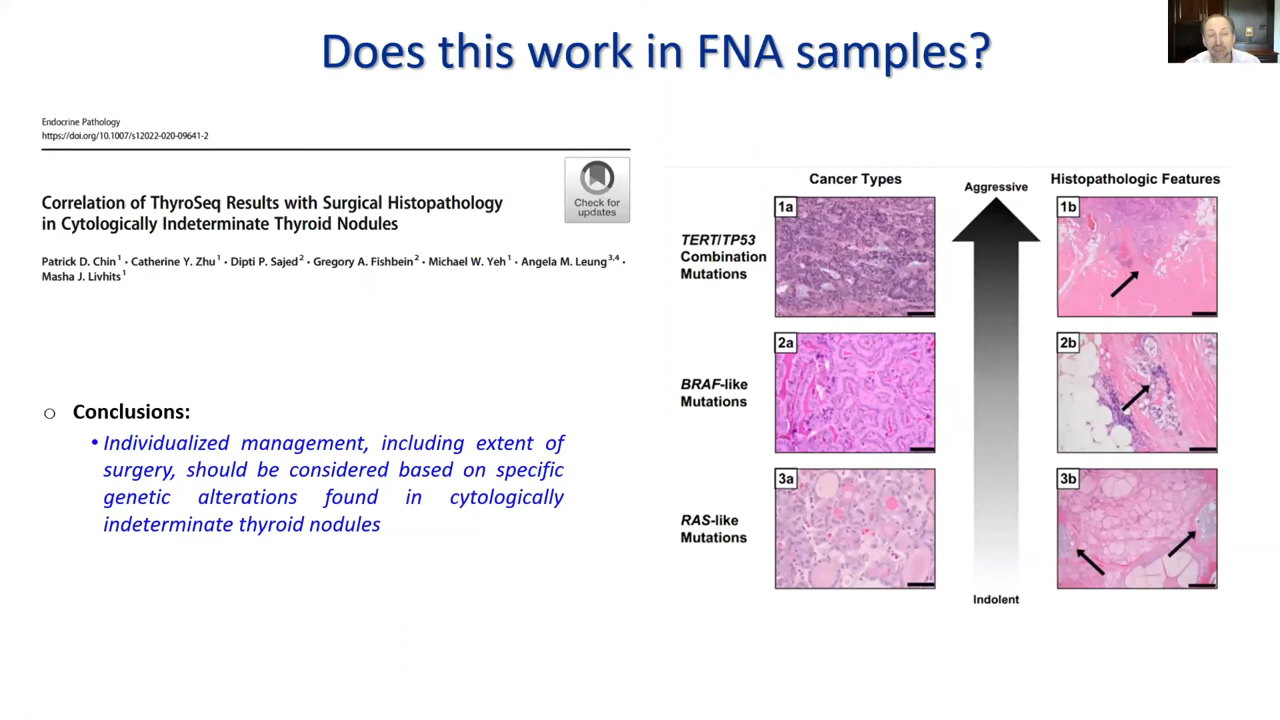 Does this work in FNA samples?
Endocrine Pathology
https://doi.org/10.1007/s12022-020-09641-2
Correlation of ThyroSeq Results with Surgical Histopathology
in Cytologically Indeterminate Thyroid Nodules
Check for
updates
Patrick D. Chin1 · Catherine Y. Zhu1 · Dipti P. Sajed2 · Gregory A. Fishbein2 · Michael W. Yeh1 · Angela M. Leung3,4 ·
Masha J. Livhits1
○ Conclusions:
• Individualized management, including extent of
surgery, should be considered based on specific
genetic alterations found in cytologically
indeterminate thyroid nodules
Cancer Types
Aggressive
Histopathologic Features
TERT/TP53
Combination
Mutations
1a
1b
BRAF-like
Mutations
2a
2b
RAS-like
Mutations
3a
3b
Indolent